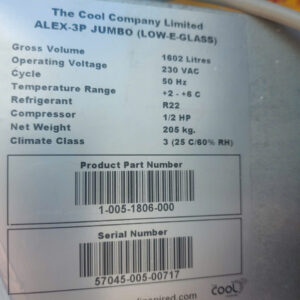 The Cool Company Limited
ALEX-3P JUMBO (LOW-E-GLASS)
Gross Volume 1602 Litres
Operating Voltage 230 VAC
Cycle 50 Hz
Temperature Range +2 - +6 C
Refrigerant R22
Compressor 1/2 HP
Net Weight 205 kg.
Climate Class 3 (25 C/60% RH)
Product Part Number
1-005-1806-000
Serial Number
57045-005-00717
COOL